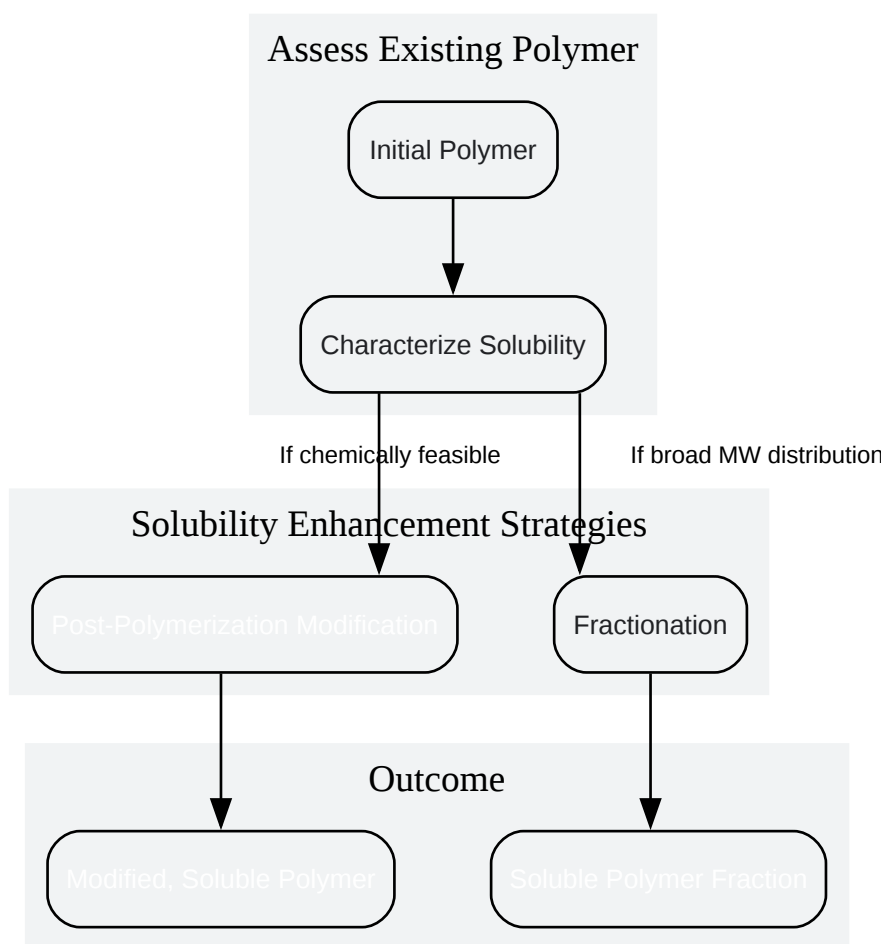 Assess Existing Polymer
Initial Polymer
Characterize Solubility
If chemically feasible
If broad MW distribution
Solubility Enhancement Strategies
Post-Polymerization Modification
Fractionation
Outcome
Modified, Soluble Polymer
Soluble Polymer Fraction